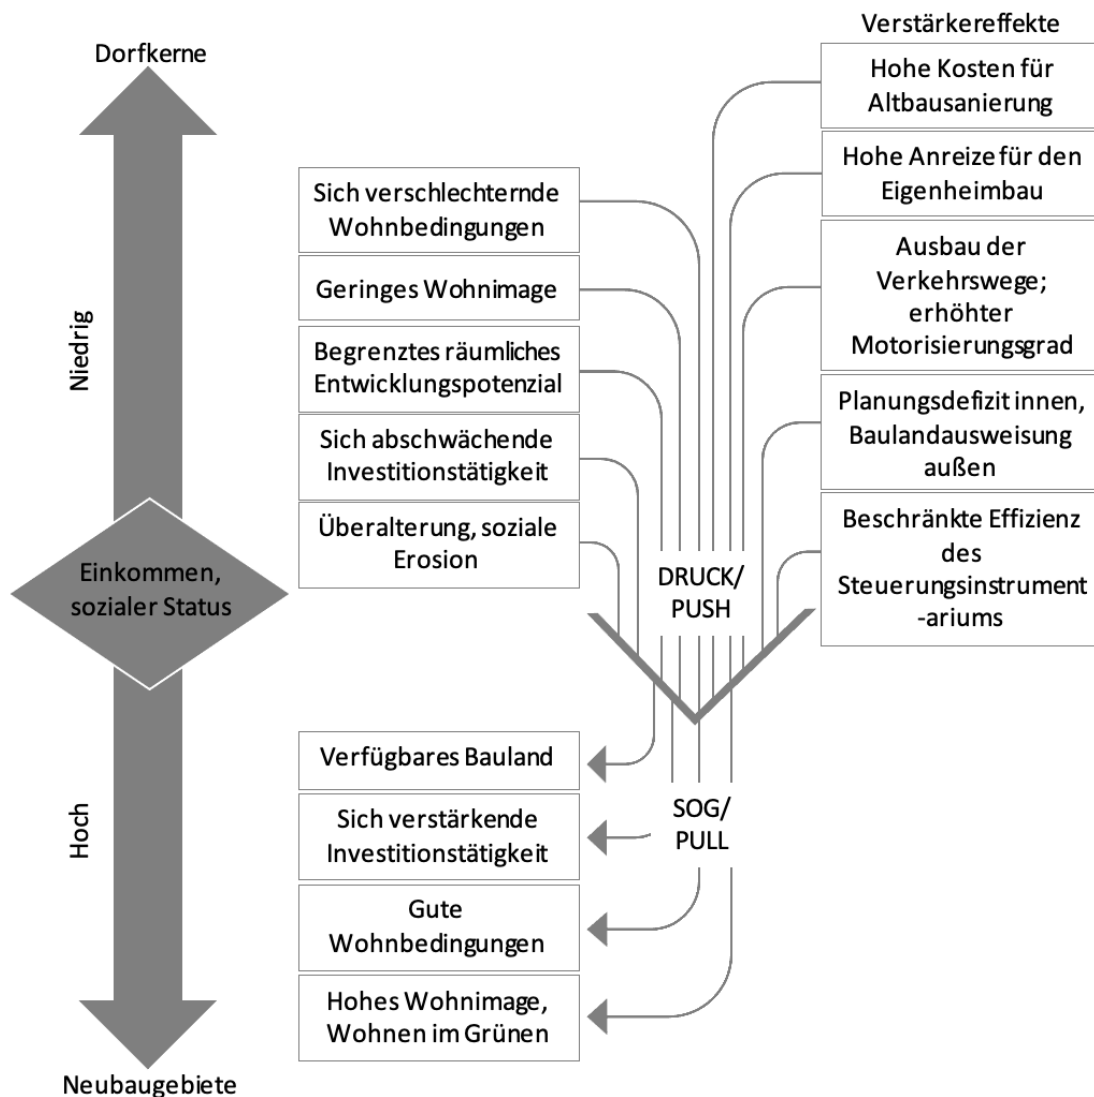 Verstärkereffekte
Dorfkerne
Hohe Kosten für
Altbausanierung
Hohe Anreize für den
Eigenheimbau
Ausbau der
Verkehrswege;
erhöhter
Motorisierungsgrad
Planungsdefizit innen,
Baulandausweisung
außen
Beschränkte Effizienz
des
Steuerungsinstrument
-ariums
Sich verschlechternde
Wohnbedingungen
Geringes Wohnimage
Begrenztes räumliches
Entwicklungspotenzial
Sich abschwächende
Investitionstätigkeit
Überalterung, soziale
Erosion
Niedrig
Einkommen,
sozialer Status
Hoch
DRUCK/
PUSH
SOG/
PULL
Verfügbares Bauland
Sich verstärkende
Investitionstätigkeit
Gute
Wohnbedingungen
Hohes Wohnimage,
Wohnen im Grünen
Neubaugebiete